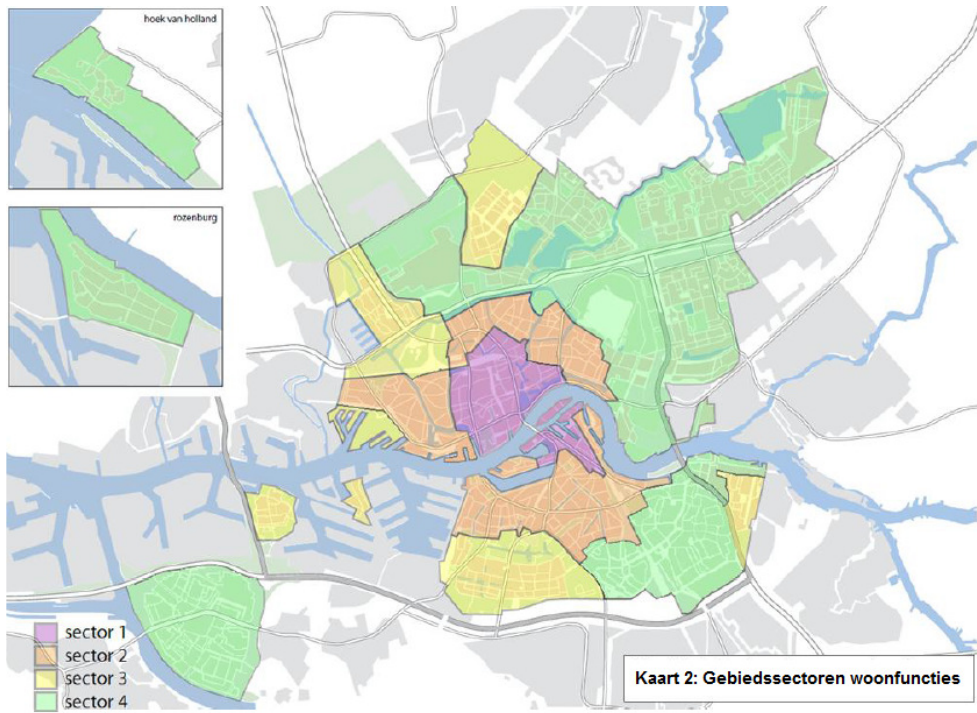 hoek van holland
rozenburg
sector 1
sector 2
sector 3
sector 4
Kaart 2: Gebiedssectoren woonfuncties